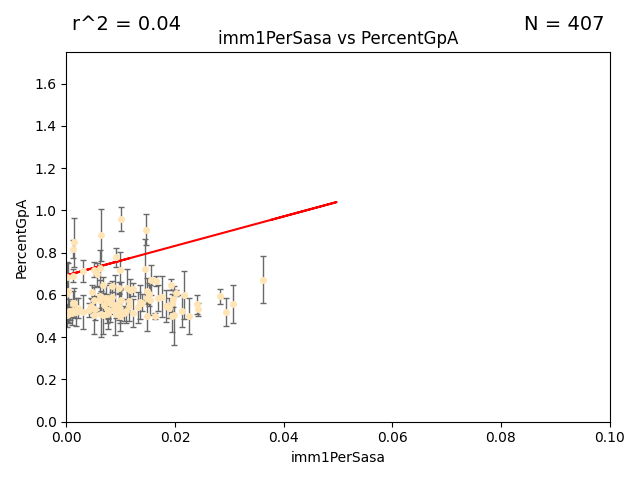 r^2 = 0.04
N = 407
imm1PerSasa vs PercentGpA
PercentGpA
1.6
1.4
1.2
1.0
0.8
0.6
0.4
0.2
0.0
0.00 0.02 0.04 0.06 0.08 0.10
imm1PerSasa